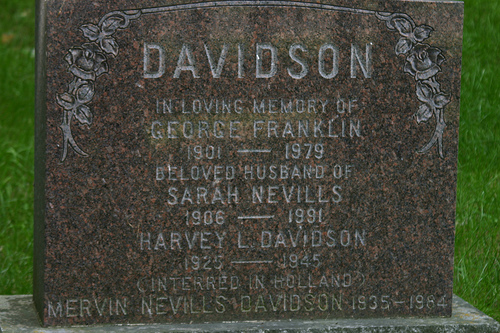 DAVIDSON
IN LOVING MEMORY OF
GEORGE FRANKLIN
1901 — 1979
BELOVED HUSBAND OF
SARAH NEVILLS
1906 — 1991
HARVEY L. DAVIDSON
1925 — 1945
(INTERRED IN HOLLAND)
MERVIN NEVILLS DAVIDSON 1935-1984